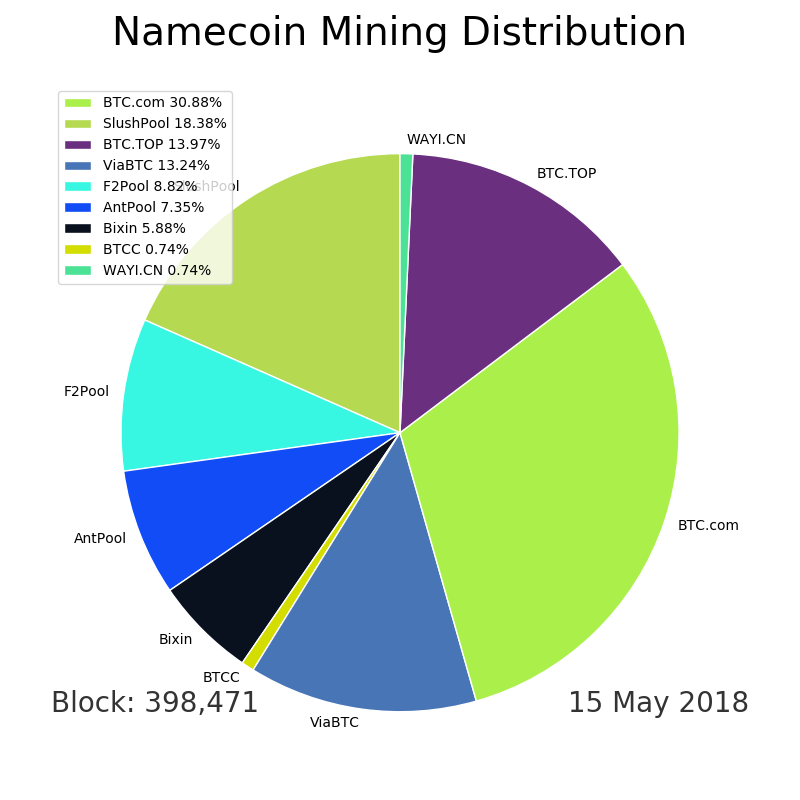 Namecoin Mining Distribution
BTC.com 30.88%
SlushPool 18.38%
BTC.TOP 13.97%
ViaBTC 13.24%
F2Pool 8.82%
AntPool 7.35%
Bixin 5.88%
BTCC 0.74%
WAYI.CN 0.74%
WAYI.CN
BTC.TOP
SlushPool
F2Pool
BTC.com
AntPool
Bixin
BTCC
ViaBTC
Block: 398,471
15 May 2018